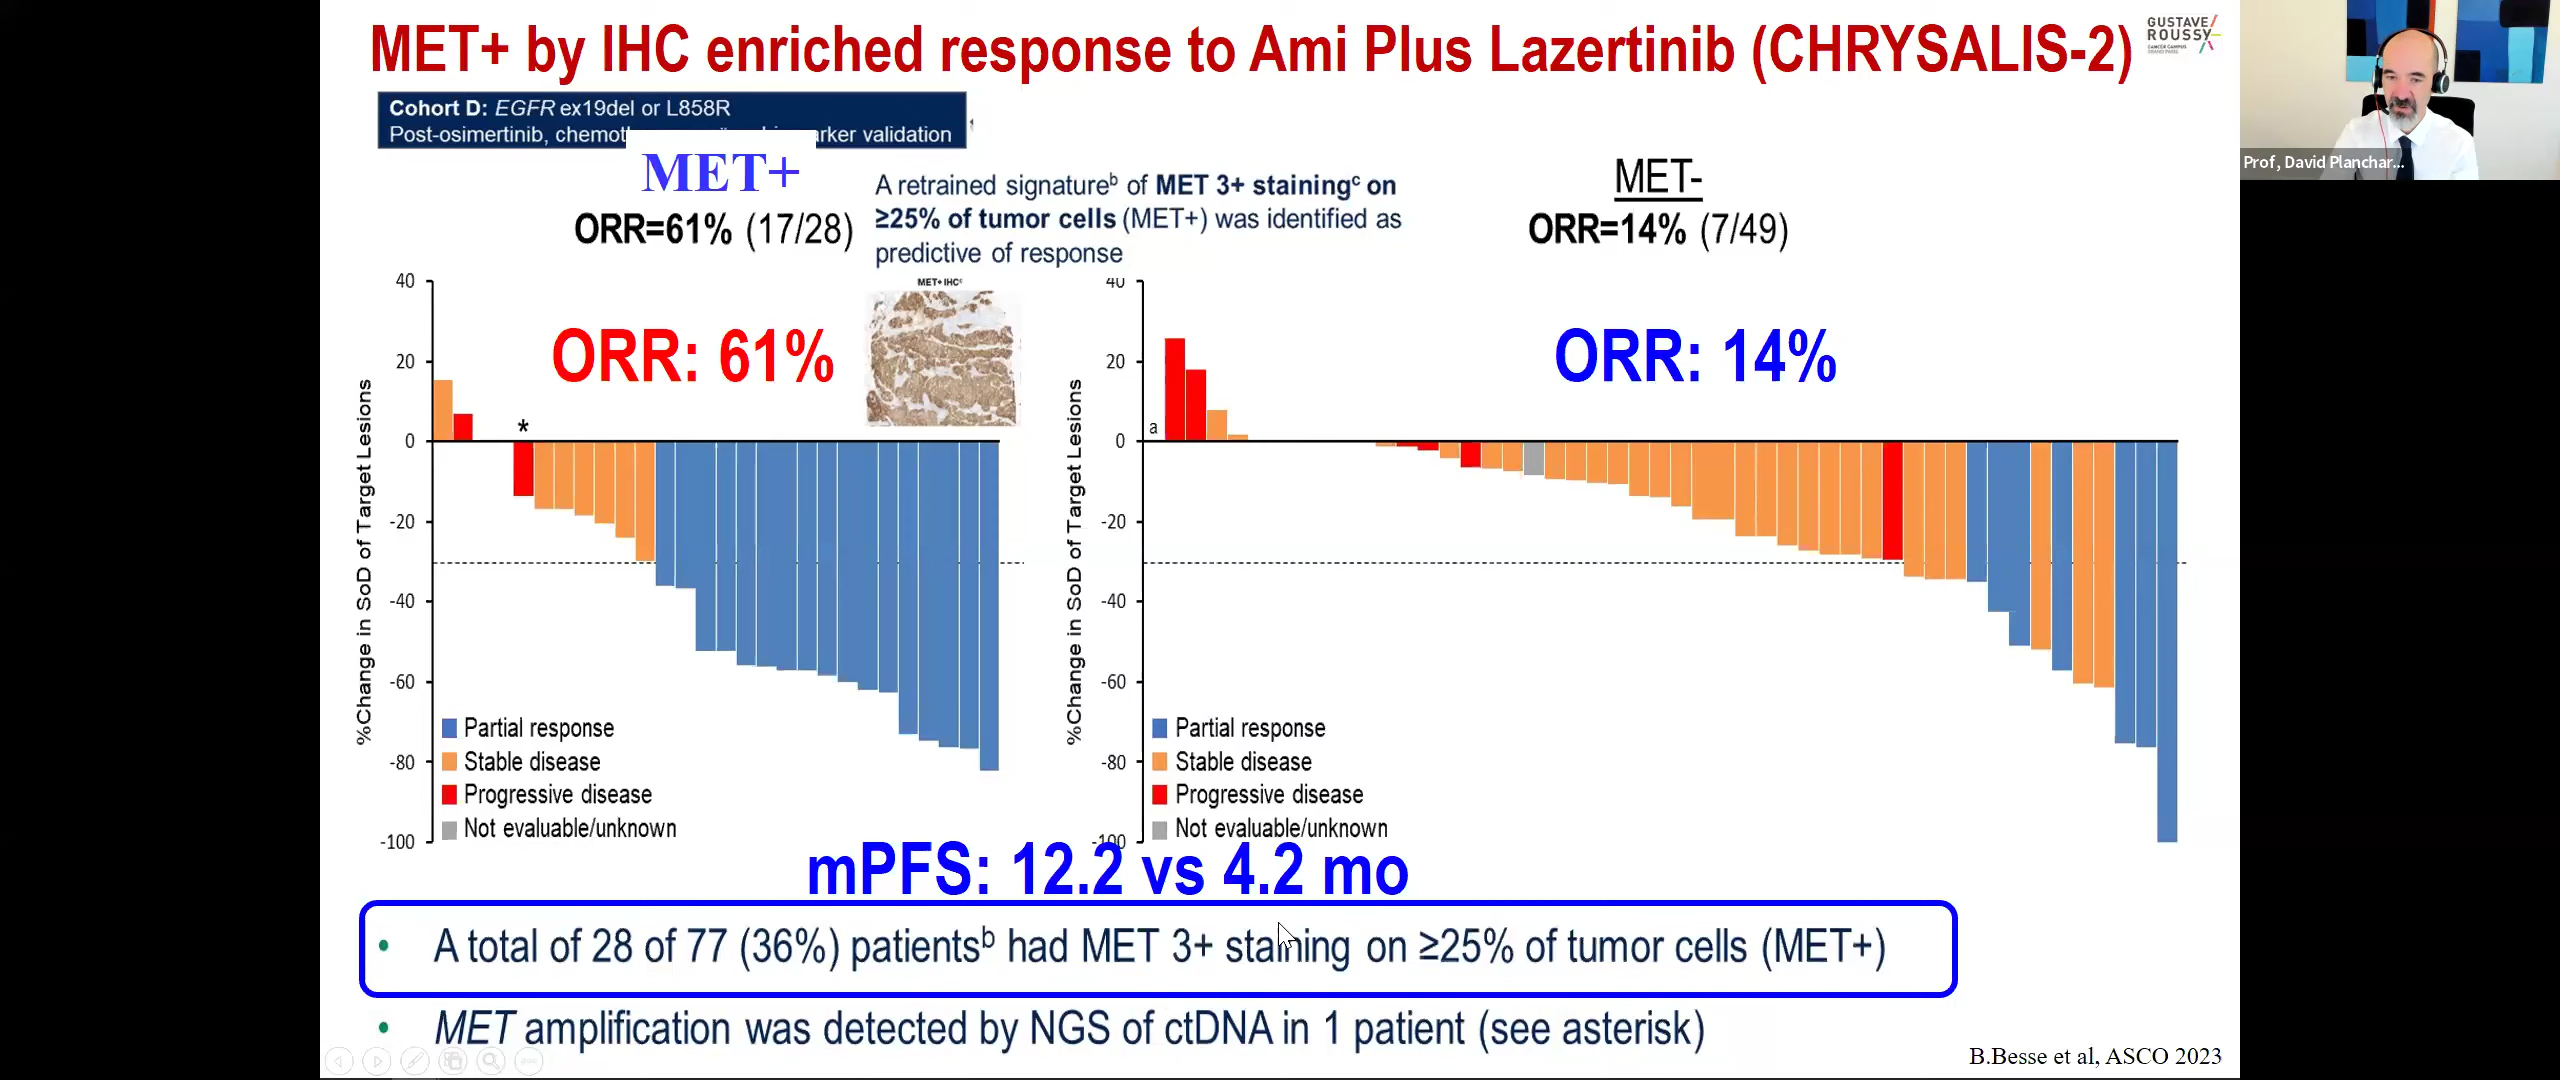 MET+ by IHC enriched response to Ami Plus Lazertinib (CHRYSALIS-2)
GUSTAVE/
ROUSSY
CANCER CAMPUS
GRAND PARIS
Prof, David Planchar...
Cohort D: EGFR ex19del or L858R
Post-osimertinib, chemot rker validation
MET+
ORR=61% (17/28)
A retrained signatureᵇ of MET 3+ stainingᶜ on
≥25% of tumor cells (MET+) was identified as
predictive of response
MET-
ORR=14% (7/49)
MET+ IHCᶜ
ORR: 61%
ORR: 14%
%Change in SoD of Target Lesions
40
20
0
-20
-40
-60
-80
-100
*
Partial response
Stable disease
Progressive disease
Not evaluable/unknown
%Change in SoD of Target Lesions
40
20
0
-20
-40
-60
-80
-100
a
Partial response
Stable disease
Progressive disease
Not evaluable/unknown
mPFS: 12.2 vs 4.2 mo
• A total of 28 of 77 (36%) patientsᵇ had MET 3+ staining on ≥25% of tumor cells (MET+)
• MET amplification was detected by NGS of ctDNA in 1 patient (see asterisk)
B.Besse et al, ASCO 2023